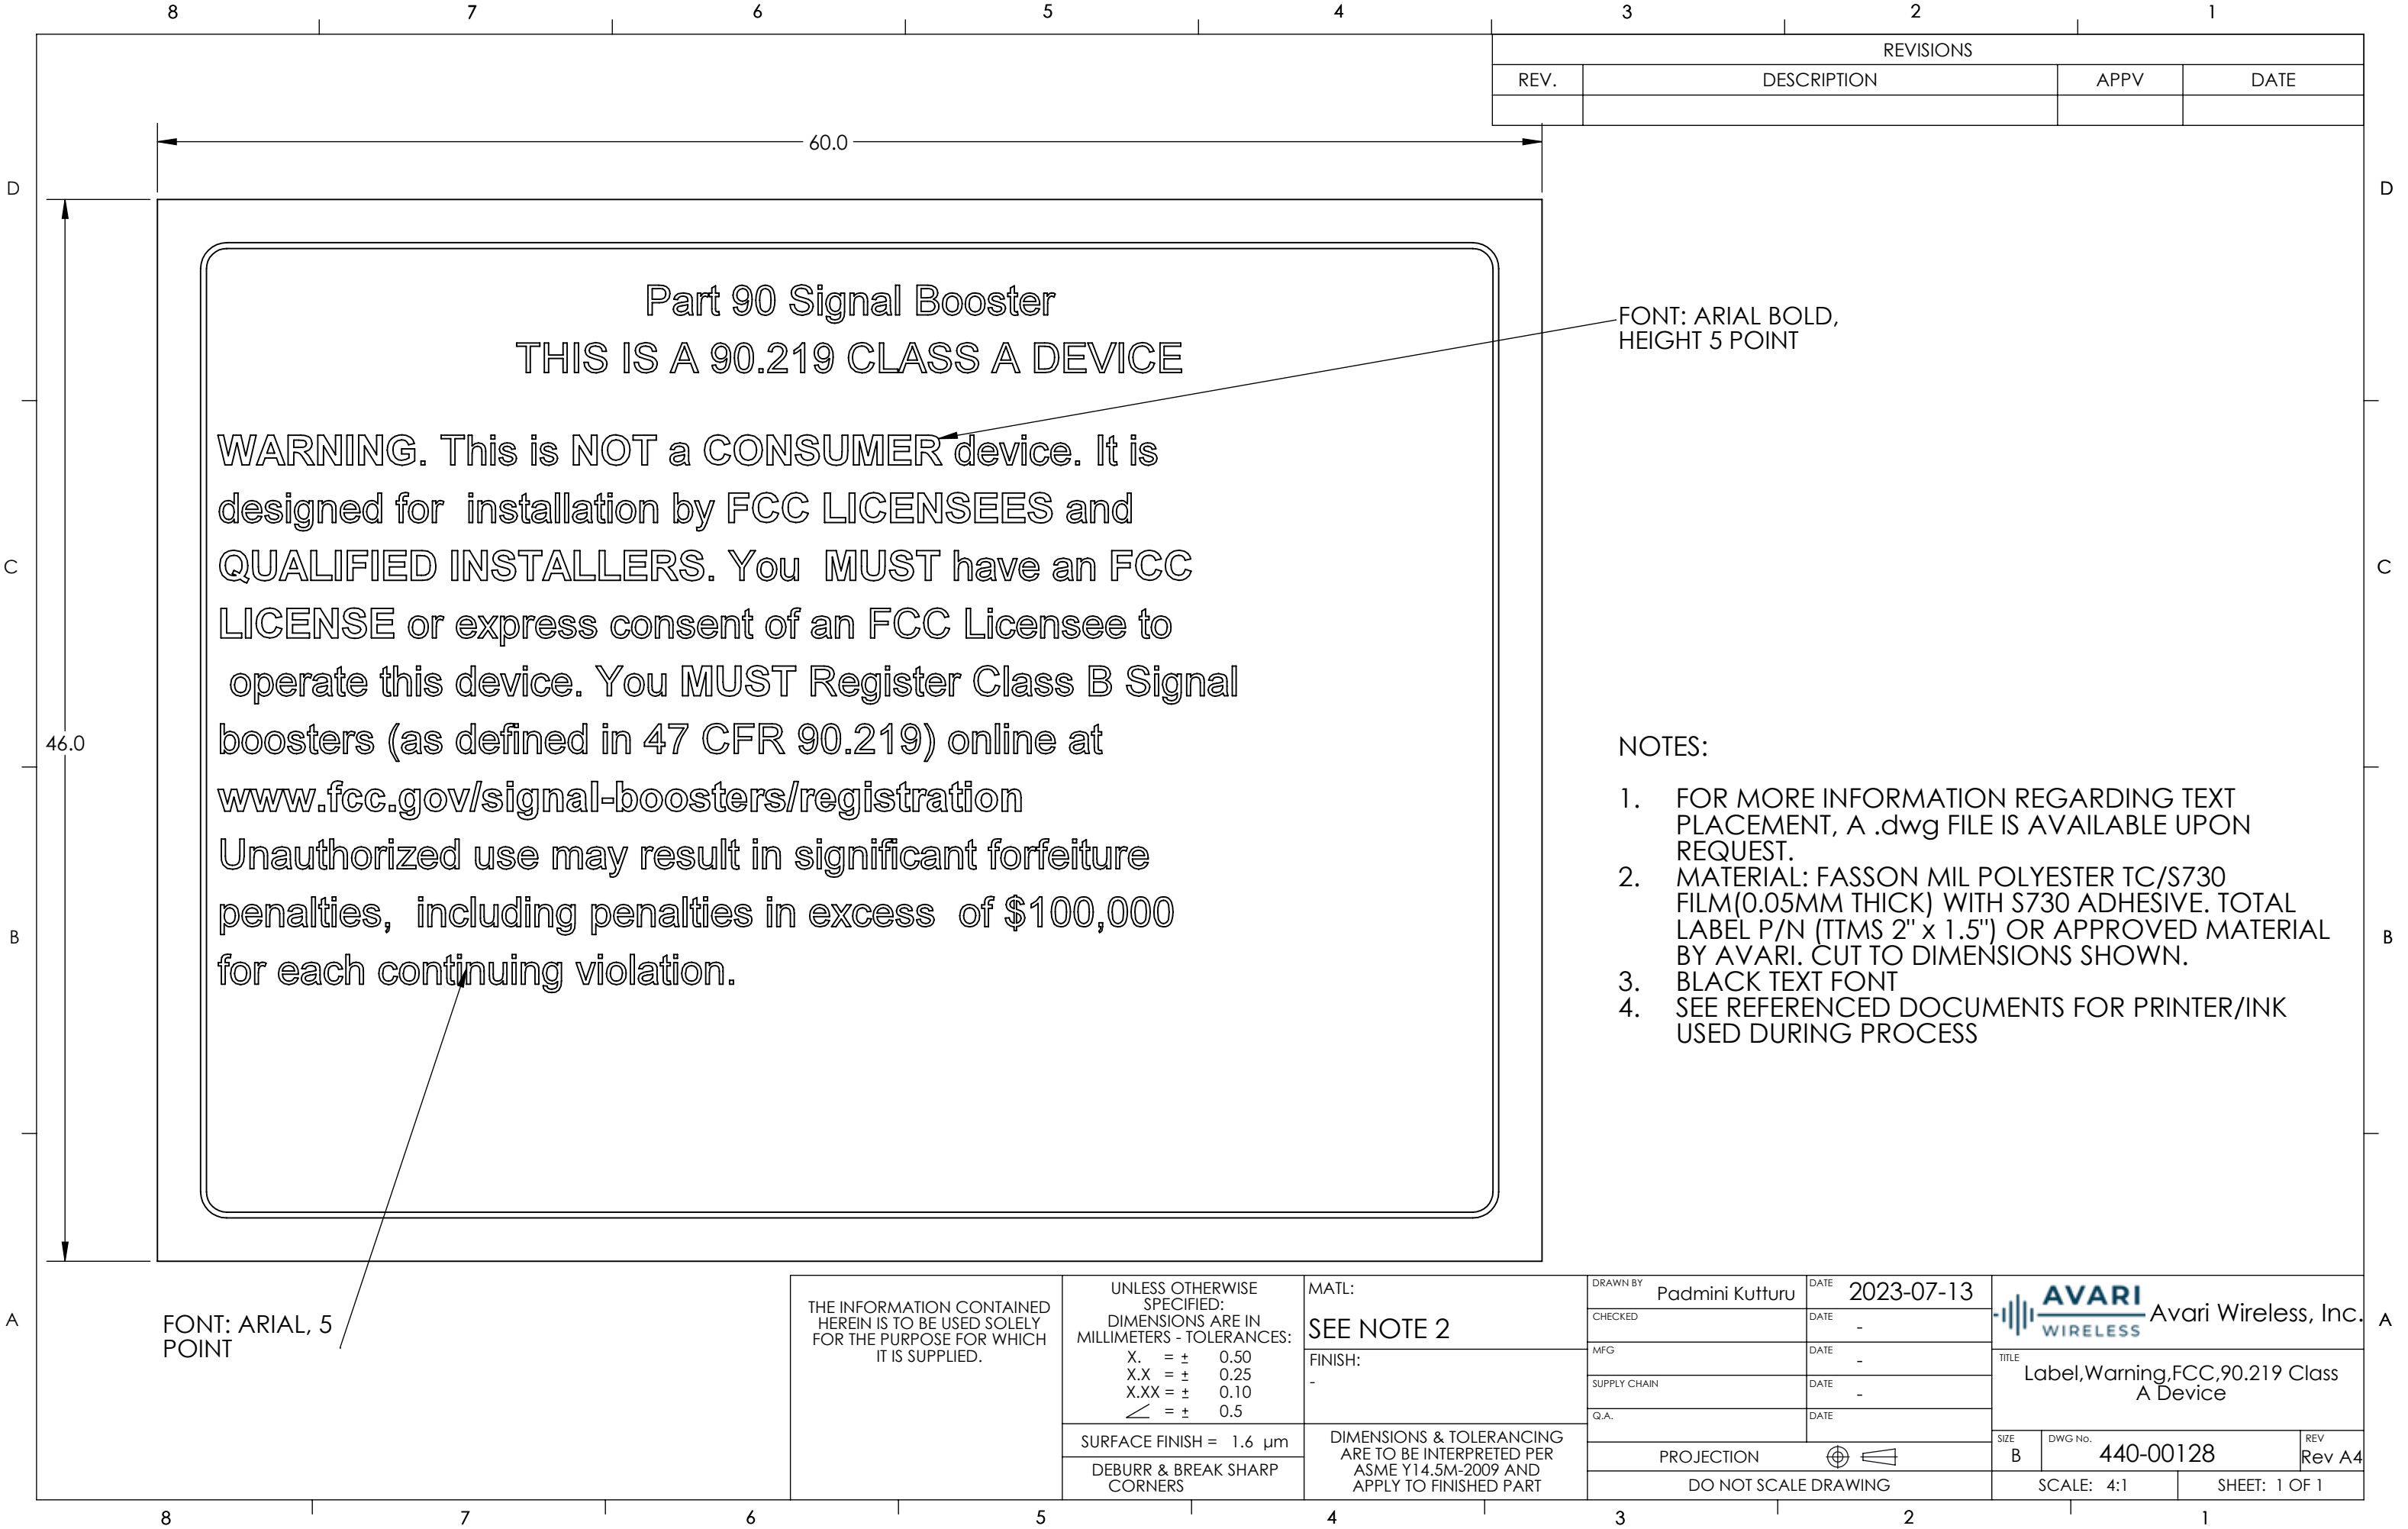 8 7 6 5 4 3 2 1
REVISIONS
REV. DESCRIPTION APPV DATE
60.0
D D
Part 90 Signal Booster
THIS IS A 90.219 CLASS A DEVICE
FONT: ARIAL BOLD,
HEIGHT 5 POINT
WARNING. This is NOT a CONSUMER device. It is
designed for installation by FCC LICENSEES and
QUALIFIED INSTALLERS. You MUST have an FCC
C C
LICENSE or express consent of an FCC Licensee to
operate this device. You MUST Register Class B Signal
boosters (as defined in 47 CFR 90.219) online at
46.0
www.fcc.gov/signal-boosters/registration
Unauthorized use may result in significant forfeiture
penalties, including penalties in excess of $100,000
for each continuing violation.
NOTES:
1. FOR MORE INFORMATION REGARDING TEXT
PLACEMENT, A .dwg FILE IS AVAILABLE UPON
REQUEST.
2. MATERIAL: FASSON MIL POLYESTER TC/S730
FILM(0.05MM THICK) WITH S730 ADHESIVE. TOTAL
LABEL P/N (TTMS 2" x 1.5") OR APPROVED MATERIAL
BY AVARI. CUT TO DIMENSIONS SHOWN.
3. BLACK TEXT FONT
4. SEE REFERENCED DOCUMENTS FOR PRINTER/INK
USED DURING PROCESS
B B
A A
FONT: ARIAL, 5
POINT
THE INFORMATION CONTAINED
HEREIN IS TO BE USED SOLELY
FOR THE PURPOSE FOR WHICH
IT IS SUPPLIED.
UNLESS OTHERWISE
SPECIFIED:
DIMENSIONS ARE IN
MILLIMETERS - TOLERANCES:
X. = ± 0.50
X.X = ± 0.25
X.XX = ± 0.10
∠ = ± 0.5
SURFACE FINISH = 1.6 µm
DEBURR & BREAK SHARP
CORNERS
MATL:
SEE NOTE 2
FINISH:
-
DIMENSIONS & TOLERANCING
ARE TO BE INTERPRETED PER
ASME Y14.5M-2009 AND
APPLY TO FINISHED PART
DRAWN BY Padmini Kutturu DATE 2023-07-13
CHECKED DATE -
MFG DATE -
SUPPLY CHAIN DATE -
Q.A. DATE
PROJECTION
DO NOT SCALE DRAWING
AVARI
WIRELESS
Avari Wireless, Inc.
TITLE
Label,Warning,FCC,90.219 Class
A Device
SIZE B DWG No. 440-00128 REV Rev A4
SCALE: 4:1 SHEET: 1 OF 1
8 7 6 5 4 3 2 1